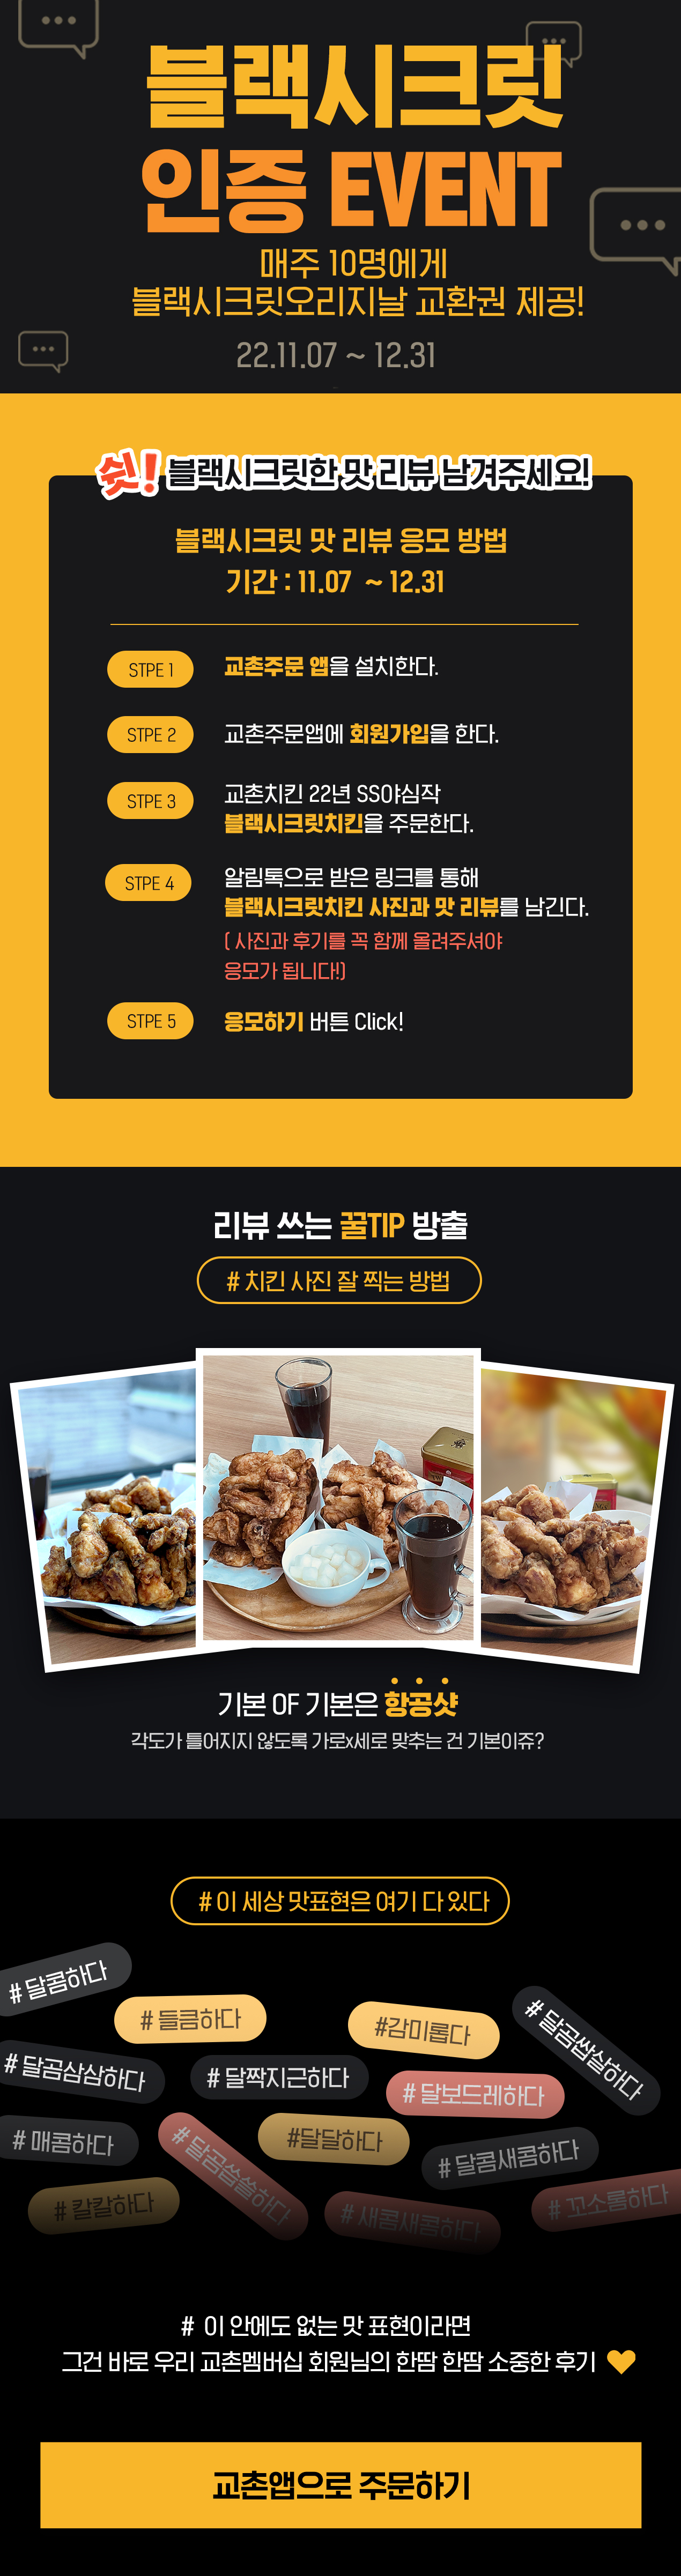 블랙시크릿
인증 EVENT
매주 10명에게
블랙시크릿오리지날 교환권 제공!
22.11.07 ~ 12.31
쉿! 블랙시크릿한 맛 리뷰 남겨주세요!
블랙시크릿 맛 리뷰 응모 방법
기간 : 11.07 ~ 12.31
STPE 1 교촌주문 앱을 설치한다.
STPE 2 교촌주문앱에 회원가입을 한다.
STPE 3 교촌치킨 22년 SS야심작
블랙시크릿치킨을 주문한다.
STPE 4 알림톡으로 받은 링크를 통해
블랙시크릿치킨 사진과 맛 리뷰를 남긴다.
( 사진과 후기를 꼭 함께 올려주셔야
응모가 됩니다!)
STPE 5 응모하기 버튼 Click!
리뷰 쓰는 꿀TIP 방출
# 치킨 사진 잘 찍는 방법
기본 OF 기본은 항공샷
각도가 틀어지지 않도록 가로x세로 맞추는 건 기본이쥬?
# 이 세상 맛표현은 여기 다 있다
# 달콤하다
# 들큼하다
#감미롭다
# 달곰쌉쌀하다
# 달곰삼삼하다
# 달짝지근하다
# 달보드레하다
# 매콤하다
# 달곰씁쓸하다
#달달하다
# 달콤새콤하다
# 칼칼하다
# 새콤새콤하다
# 꼬소롬하다
# 이 안에도 없는 맛 표현이라면
그건 바로 우리 교촌멤버십 회원님의 한땀 한땀 소중한 후기
교촌앱으로 주문하기